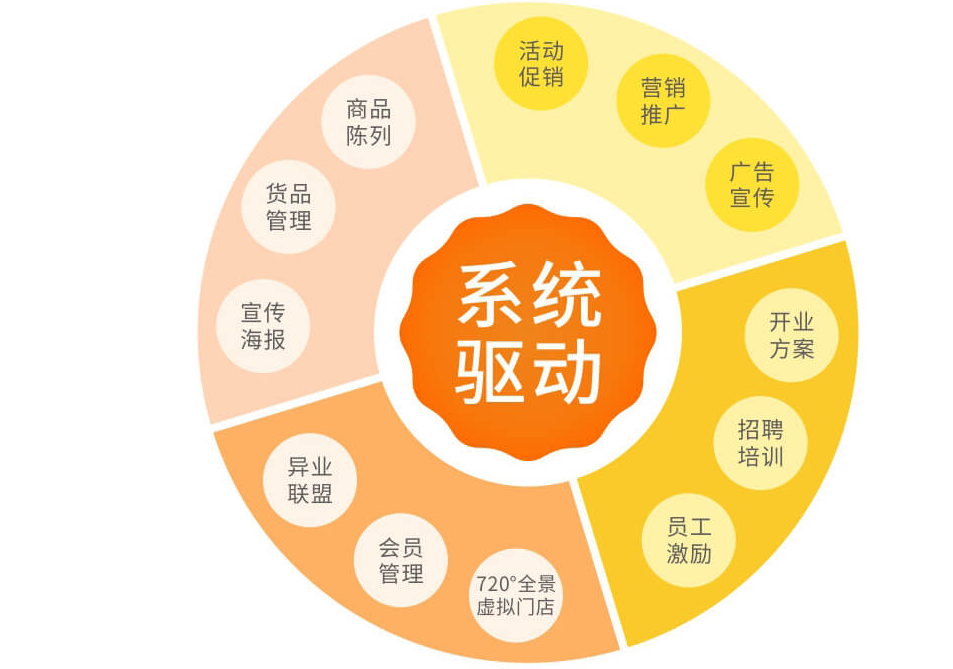 活动
促销
营销
推广
广告
宣传
商品
陈列
货品
管理
宣传
海报
系统
驱动
开业
方案
招聘
培训
员工
激励
异业
联盟
会员
管理
720°全景
虚拟门店